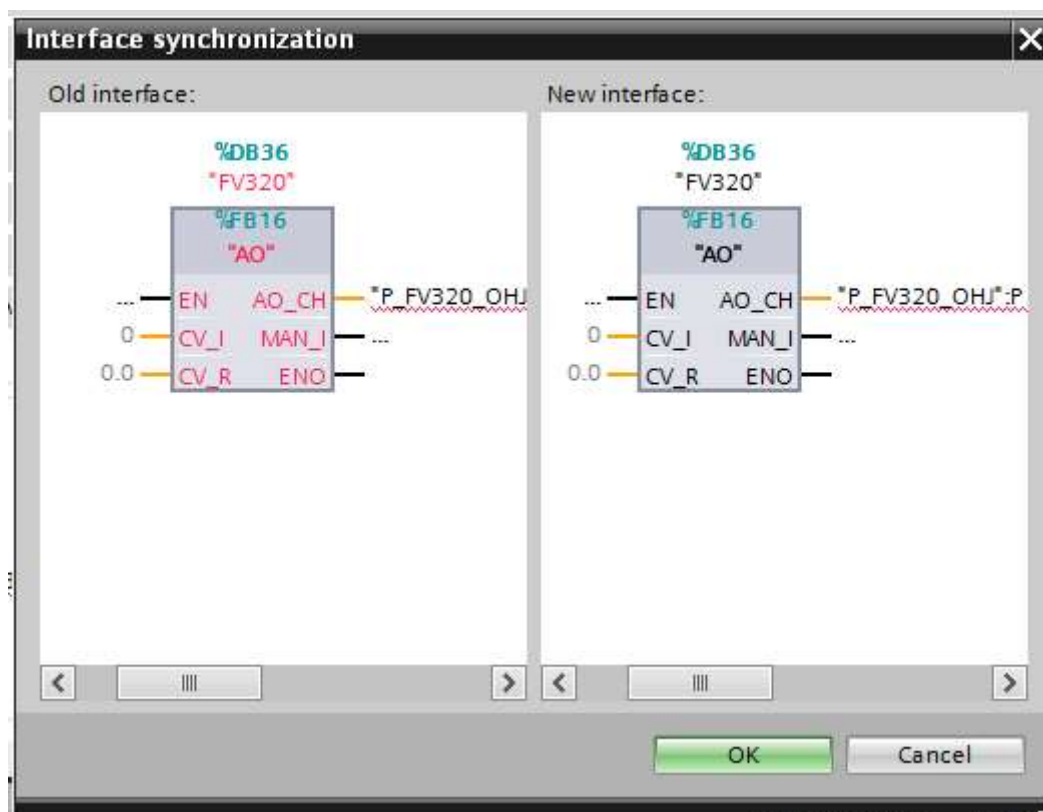 Interface synchronization
Old interface:
%DB36
"FV320"
%FB16
"AO"
... EN AO_CH "P_FV320_OHJ
0 CV_I MAN_I ...
0.0 CV_R ENO
New interface:
%DB36
"FV320"
%FB16
"AO"
... EN AO_CH "P_FV320_OHJ":P
0 CV_I MAN_I ...
0.0 CV_R ENO
OK Cancel